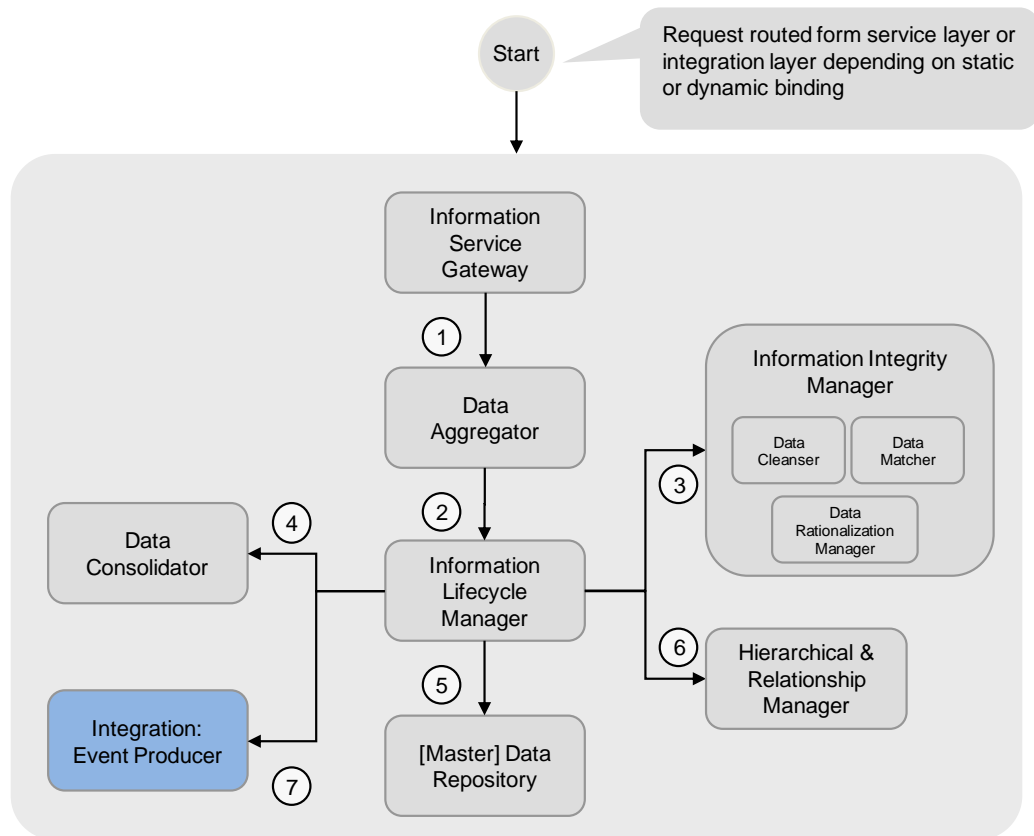 Start
Request routed form service layer or
integration layer depending on static
or dynamic binding
Information
Service
Gateway
1
Data
Aggregator
Information Integrity
Manager
Data
Cleanser
Data
Matcher
Data
Rationalization
Manager
3
2
4
Data
Consolidator
Information
Lifecycle
Manager
6
Hierarchical &
Relationship
Manager
5
Integration:
Event Producer
7
[Master] Data
Repository